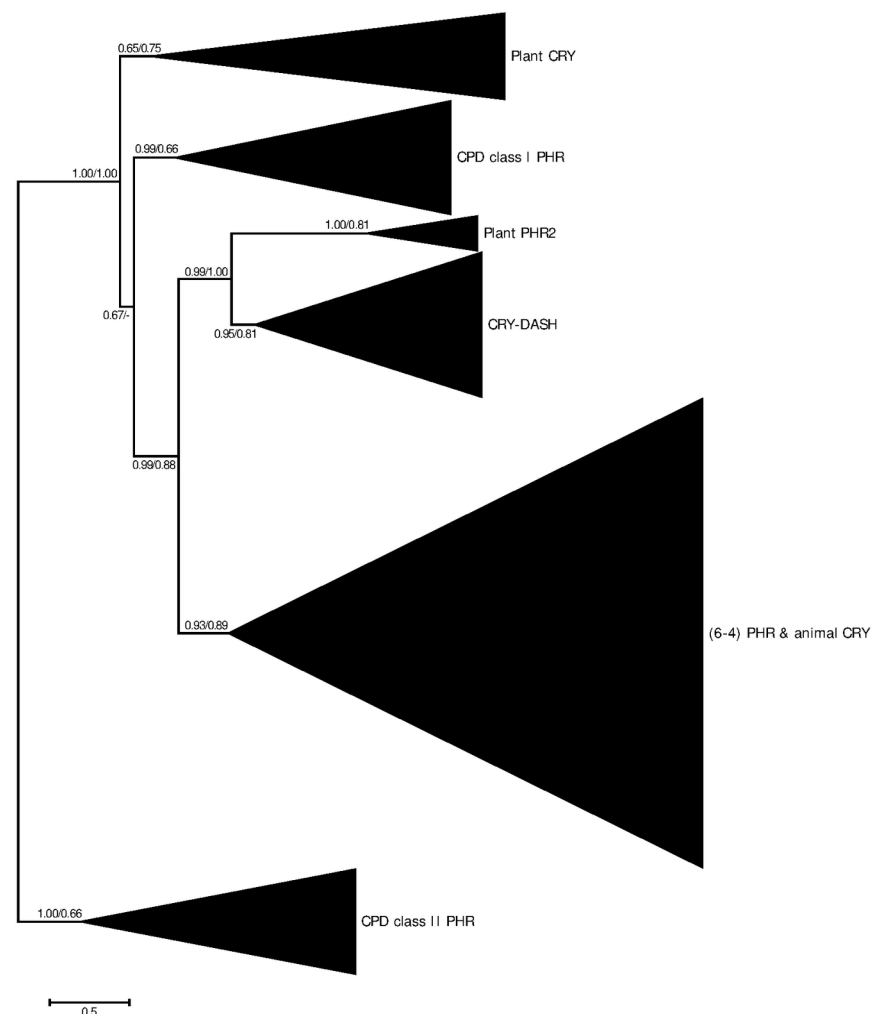 0.65/0.75
Plant CRY
0.99/0.66
CPD class I PHR
1.00/1.00
1.00/0.81
Plant PHR2
0.99/1.00
0.67/-
CRY-DASH
0.95/0.81
0.99/0.88
0.93/0.89
(6-4) PHR & animal CRY
1.00/0.66
CPD class II PHR
0.5